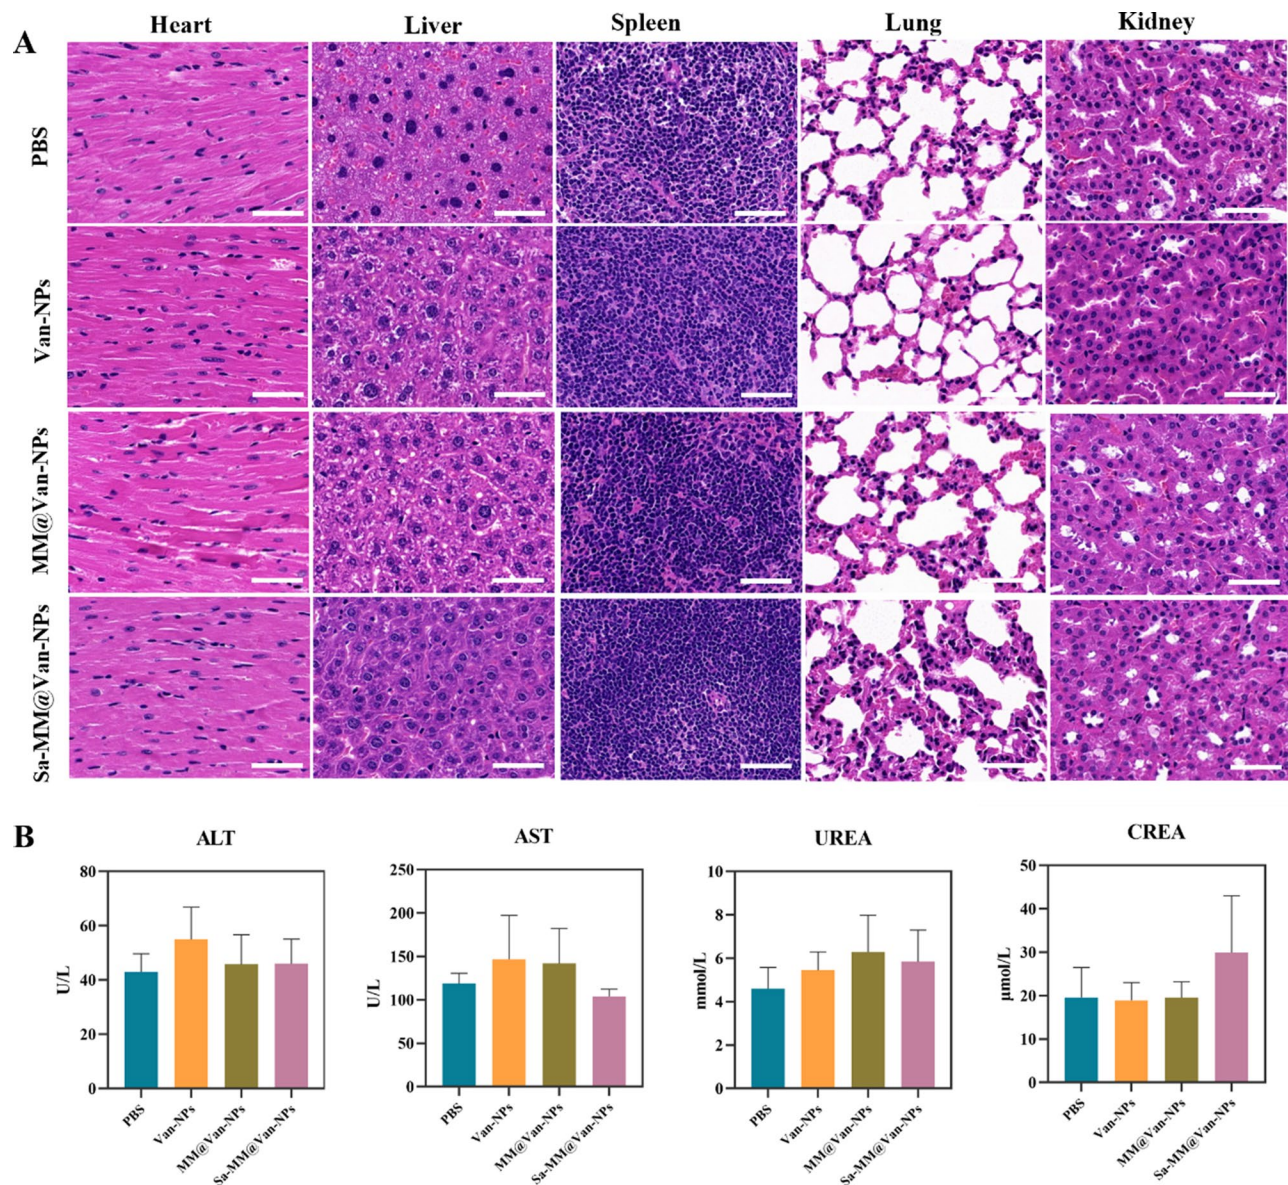 A
Heart Liver Spleen Lung Kidney
PBS
Van-NPs
MM@Van-NPs
Sa-MM@Van-NPs
B
ALT
80
60
40
20
0
U/L
PBS
Van-NPs
MM@Van-NPs
Sa-MM@Van-NPs
AST
250
200
150
100
50
0
U/L
PBS
Van-NPs
MM@Van-NPs
Sa-MM@Van-NPs
UREA
10
8
6
4
2
0
mmol/L
PBS
Van-NPs
MM@Van-NPs
Sa-MM@Van-NPs
CREA
50
40
30
20
10
0
μmol/L
PBS
Van-NPs
MM@Van-NPs
Sa-MM@Van-NPs